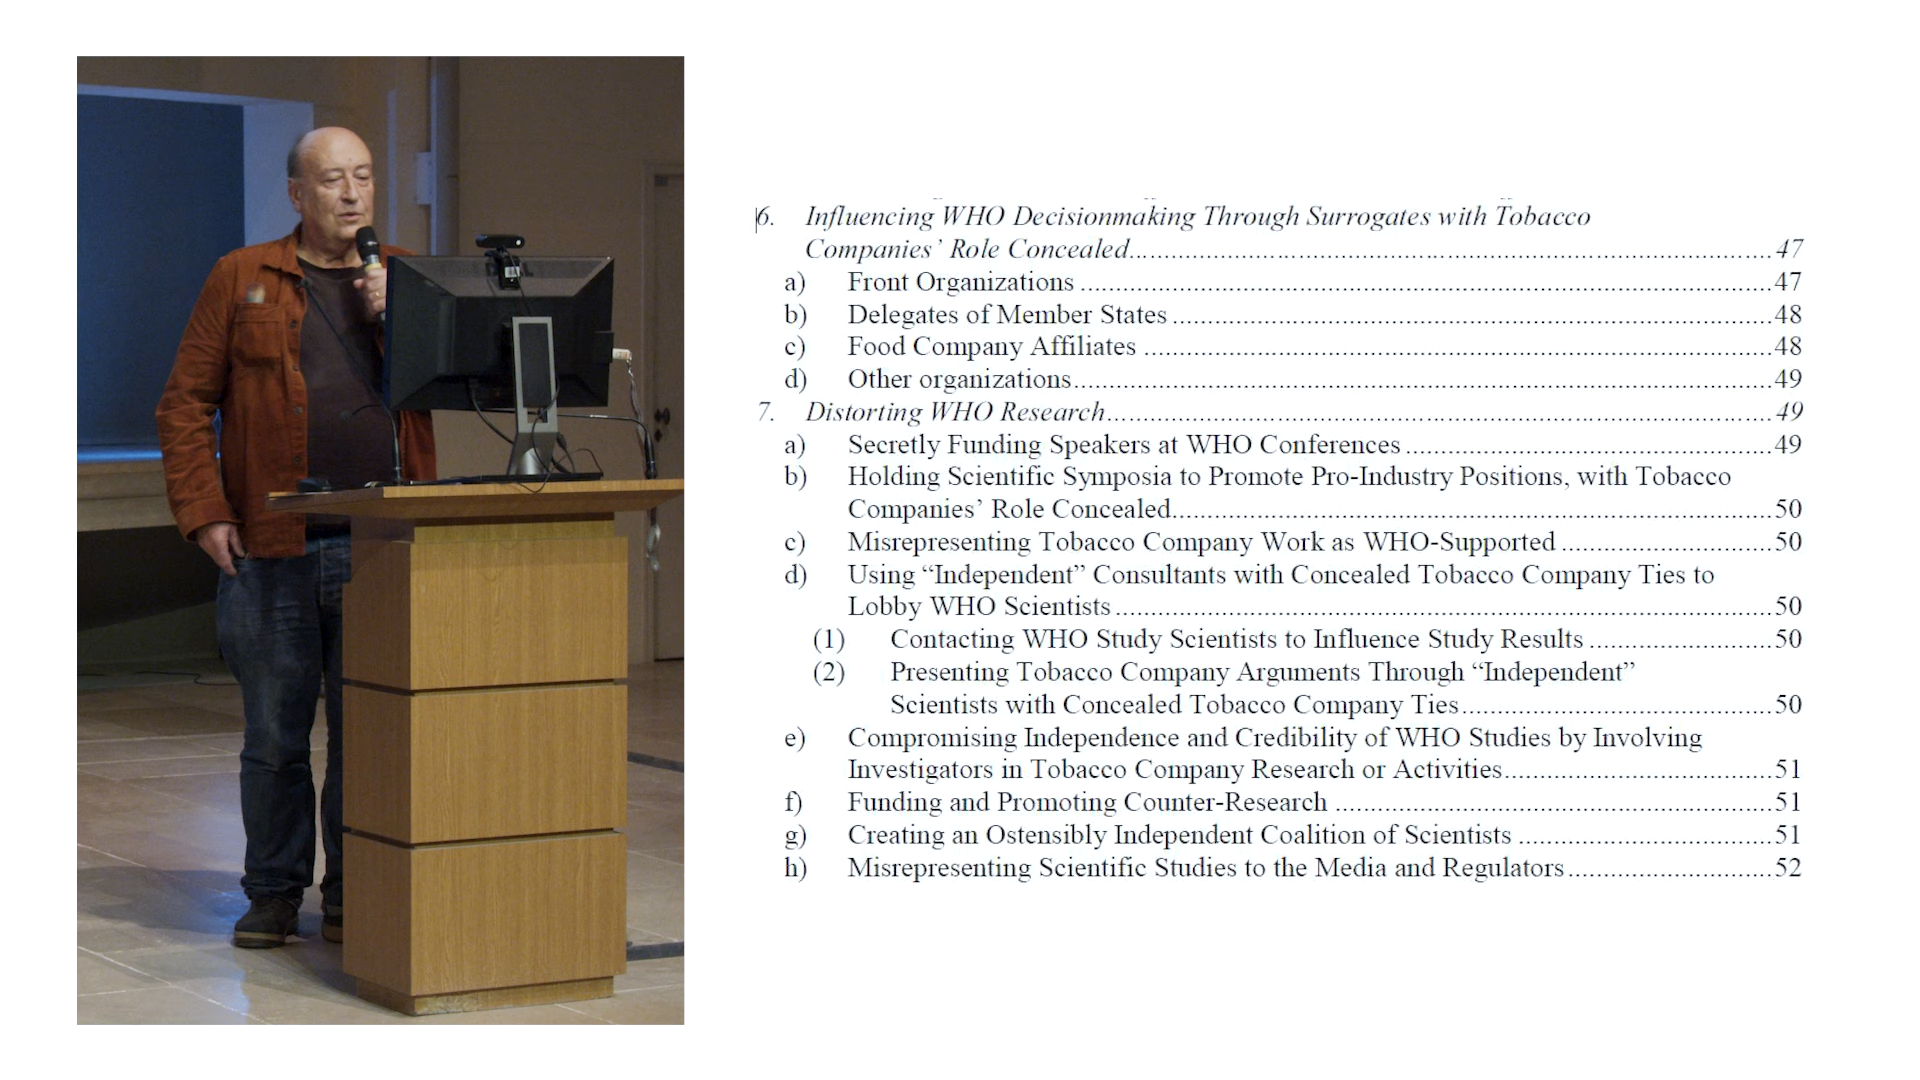 6. Influencing WHO Decisionmaking Through Surrogates with Tobacco
Companies’ Role Concealed.......... 47
a) Front Organizations .......... 47
b) Delegates of Member States .......... 48
c) Food Company Affiliates .......... 48
d) Other organizations .......... 49
7. Distorting WHO Research .......... 49
a) Secretly Funding Speakers at WHO Conferences .......... 49
b) Holding Scientific Symposia to Promote Pro-Industry Positions, with Tobacco
Companies’ Role Concealed.......... 50
c) Misrepresenting Tobacco Company Work as WHO-Supported .......... 50
d) Using “Independent” Consultants with Concealed Tobacco Company Ties to
Lobby WHO Scientists .......... 50
(1) Contacting WHO Study Scientists to Influence Study Results .......... 50
(2) Presenting Tobacco Company Arguments Through “Independent”
Scientists with Concealed Tobacco Company Ties .......... 50
e) Compromising Independence and Credibility of WHO Studies by Involving
Investigators in Tobacco Company Research or Activities .......... 51
f) Funding and Promoting Counter-Research .......... 51
g) Creating an Ostensibly Independent Coalition of Scientists .......... 51
h) Misrepresenting Scientific Studies to the Media and Regulators .......... 52